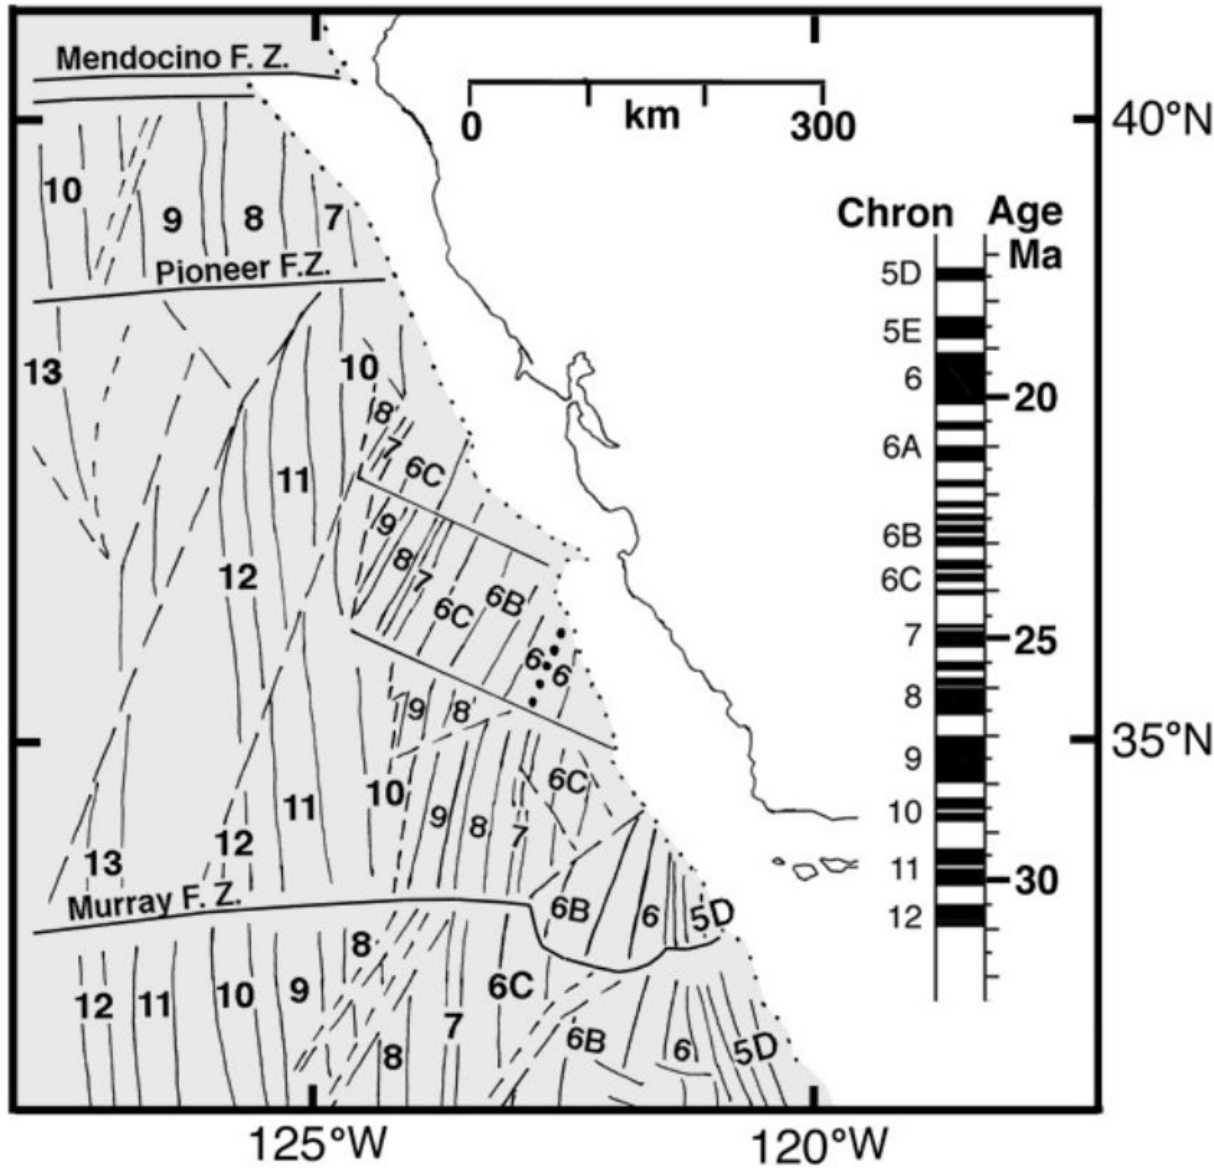 Mendocino F. Z.
0 km 300
40°N
10 9 8 7
Pioneer F.Z.
Chron Age
Ma
5D
5E
6
20
6A
6B
6C
7
25
8
9
10
11
30
12
13 10
8
7 6C
11
9
8 7
12
6C 6B
6 6
9 8
35°N
10 6C
11 9 8 7
12
13
6B 6 5D
Murray F. Z.
8
12 11 10 9 6C
7
8 6B 6 5D
125°W 120°W